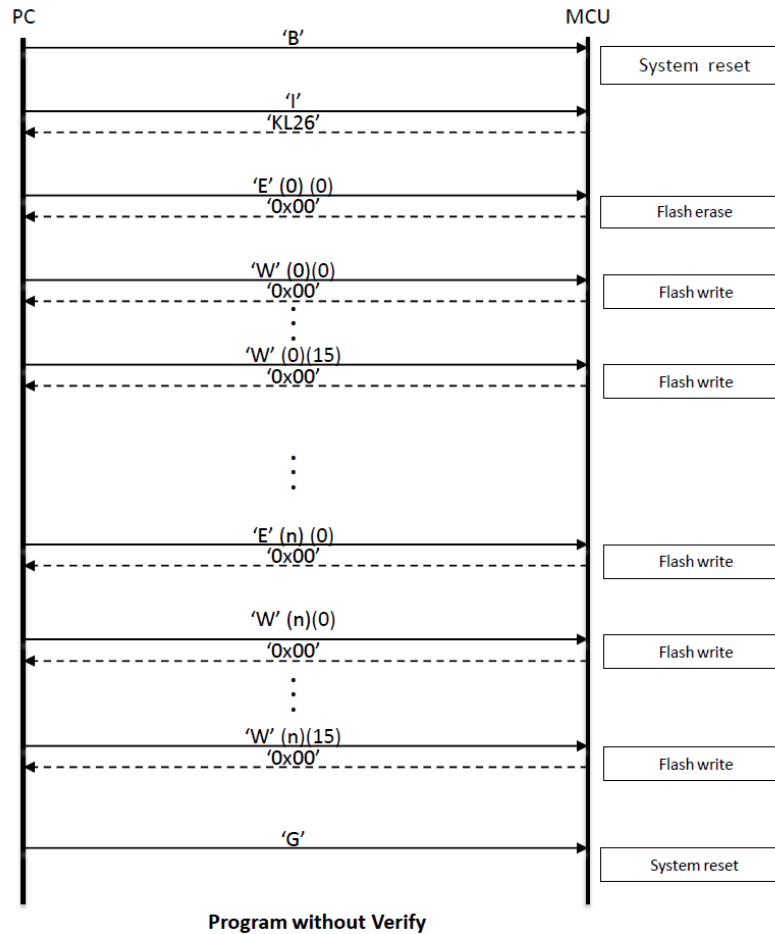 PC
MCU
‘B’
System reset
‘I’
‘KL26’
‘E’ (0) (0)
‘0x00’
Flash erase
‘W’ (0)(0)
‘0x00’
Flash write
‘W’ (0)(15)
‘0x00’
Flash write
‘E’ (n) (0)
‘0x00’
Flash write
‘W’ (n)(0)
‘0x00’
Flash write
‘W’ (n)(15)
‘0x00’
Flash write
‘G’
System reset
Program without Verify